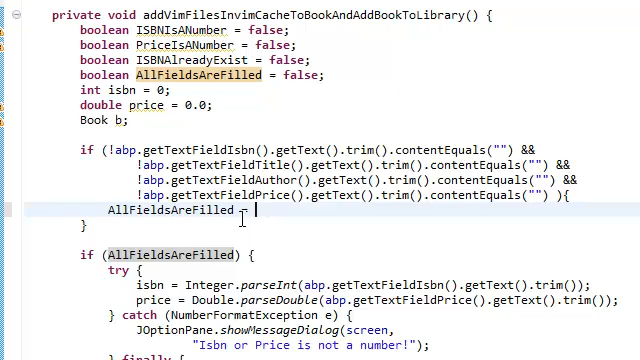 private void addVimFilesInvimCacheToBookAndAddBookToLibrary() {
boolean ISBNIsANumber = false;
boolean PriceIsANumber = false;
boolean ISBNAlreadyExist = false;
boolean AllFieldsAreFilled = false;
int isbn = 0;
double price = 0.0;
Book b;
if (!abp.getTextFieldIsbn().getText().trim().contentEquals("") &&
!abp.getTextFieldTitle().getText().trim().contentEquals("") &&
!abp.getTextFieldAuthor().getText().trim().contentEquals("") &&
!abp.getTextFieldPrice().getText().trim().contentEquals("") ){
AllFieldsAreFilled =
}
if (AllFieldsAreFilled) {
try {
isbn = Integer.parseInt(abp.getTextFieldIsbn().getText().trim());
price = Double.parseDouble(abp.getTextFieldPrice().getText().trim());
} catch (NumberFormatException e) {
JOptionPane.showMessageDialog(screen,
"Isbn or Price is not a number!");
} finally {